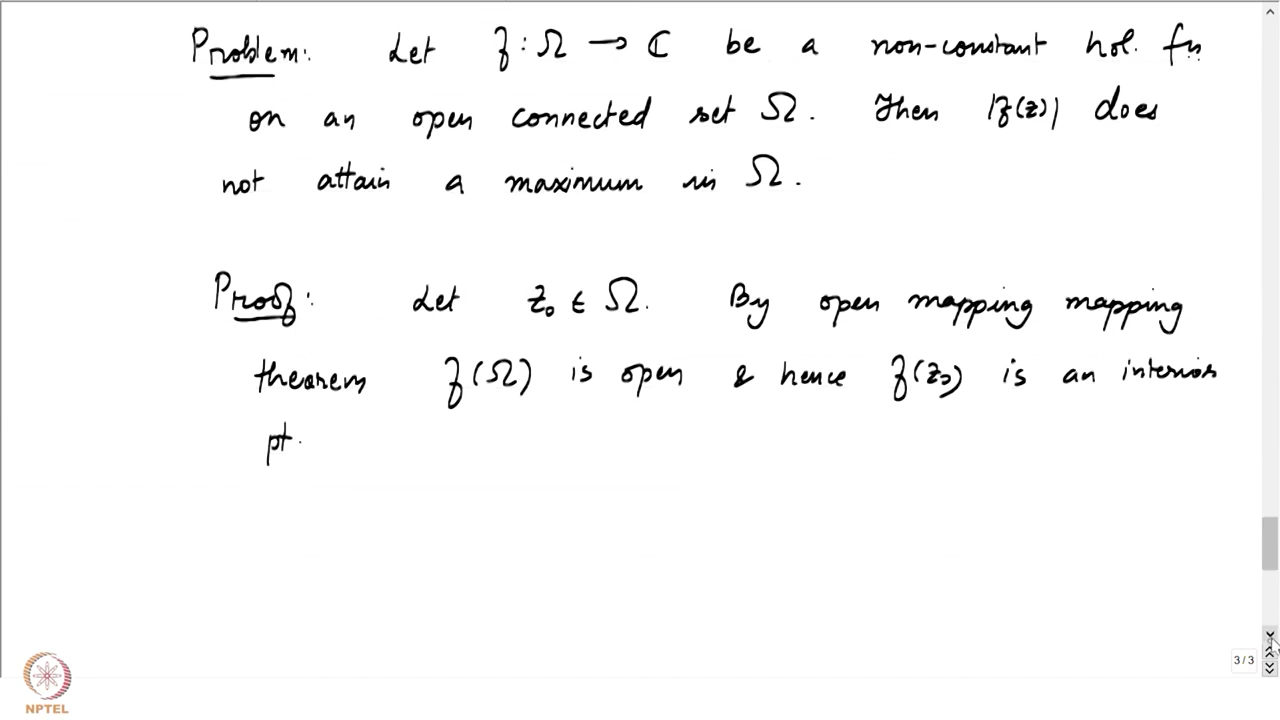 Problem: Let f : Ω → ℂ be a non-constant hol. fn.
on an open connected set Ω. Then |f(z)| does
not attain a maximum in Ω.
Proof: Let z₀ ∈ Ω. By open mapping mapping
theorem f(Ω) is open & hence f(z₀) is an interior
pt.
3 / 3
NPTEL